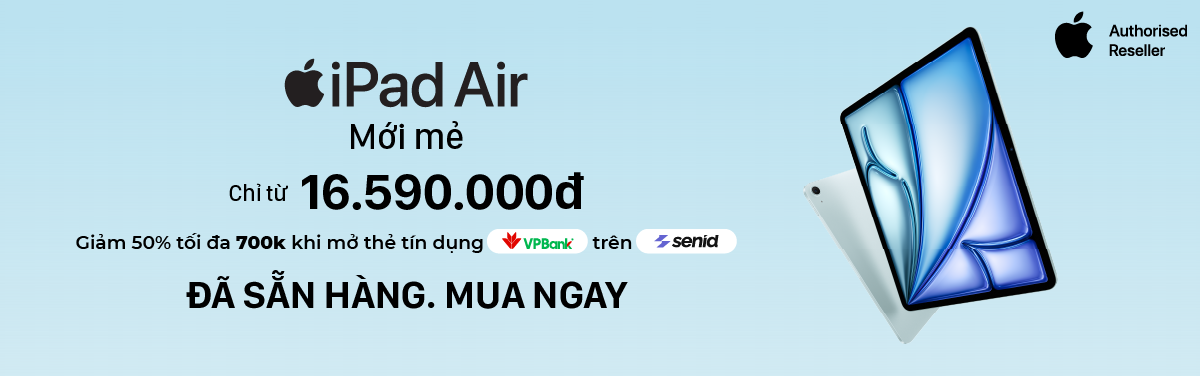 iPad Air
Mới mẻ
Chỉ từ 16.590.000đ
Giảm 50% tối đa 700k khi mở thẻ tín dụng VPBank trên senid
ĐÃ SẴN HÀNG. MUA NGAY
Authorised
Reseller